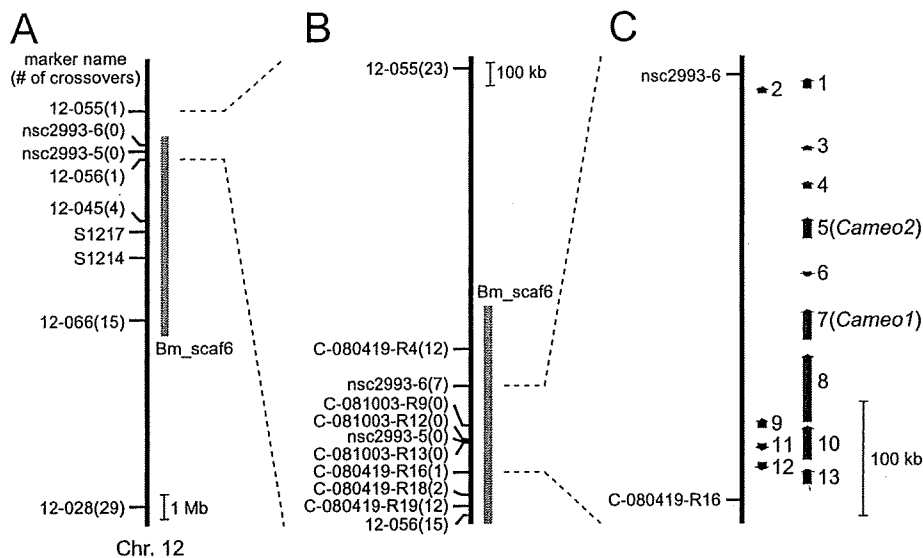 A
marker name
(# of crossovers)
12-055(1)
nsc2993-6(0)
nsc2993-5(0)
12-056(1)
12-045(4)
S1217
S1214
12-066(15)
Bm_scaf6
12-028(29)
1 Mb
Chr. 12
B
12-055(23)
100 kb
Bm_scaf6
C-080419-R4(12)
nsc2993-6(7)
C-081003-R9(0)
C-081003-R12(0)
nsc2993-5(0)
C-081003-R13(0)
C-080419-R16(1)
C-080419-R18(2)
C-080419-R19(12)
12-056(15)
C
nsc2993-6
2
1
3
4
5(Cameo2)
6
7(Cameo1)
8
9
10
11
12
13
100 kb
C-080419-R16